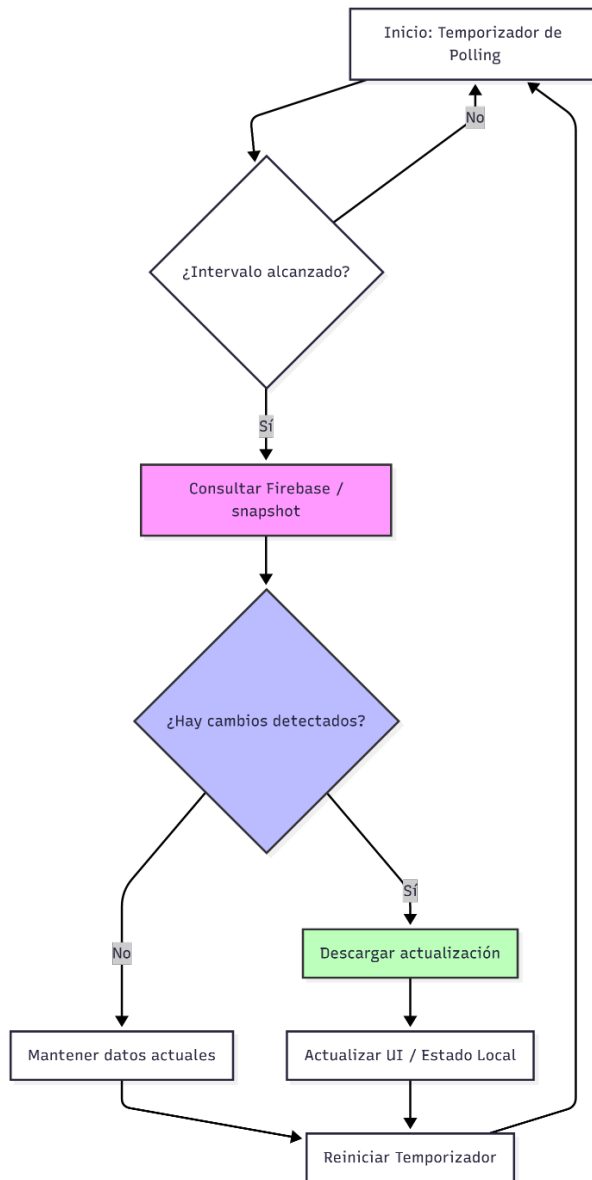 Inicio: Temporizador de
Polling
No
¿Intervalo alcanzado?
Sí
Consultar Firebase /
snapshot
¿Hay cambios detectados?
Sí
No
Descargar actualización
Mantener datos actuales
Actualizar UI / Estado Local
Reiniciar Temporizador